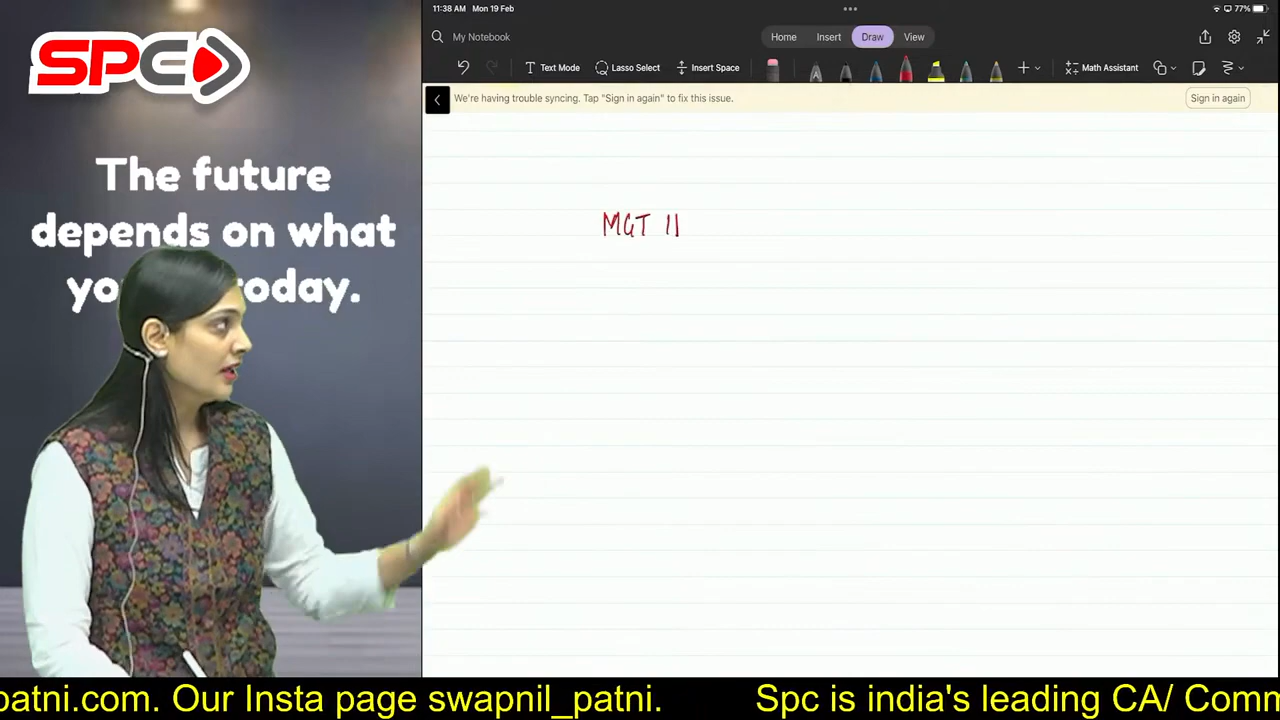 11:38 AM Mon 19 Feb
77%
My Notebook
Home Insert Draw View
Text Mode Lasso Select Insert Space Math Assistant
We're having trouble syncing. Tap "Sign in again" to fix this issue.
Sign in again
SPC
The future
depends on what
yo oday.
MGT 11
patni.com. Our Insta page swapnil_patni. Spc is india's leading CA/ Comm